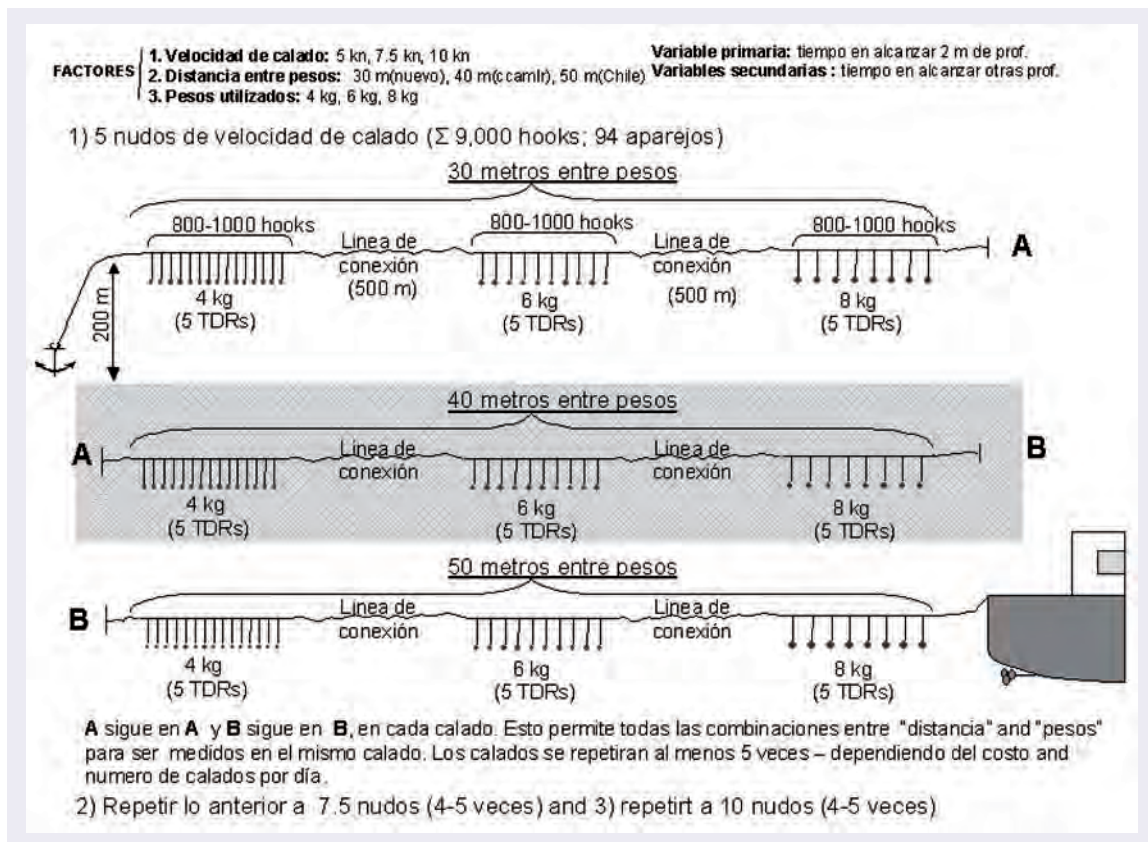 FACTORES
1. Velocidad de calado: 5 kn, 7.5 kn, 10 kn
2. Distancia entre pesos: 30 m(nuevo), 40 m(ccamlr), 50 m(Chile)
3. Pesos utilizados: 4 kg, 6 kg, 8 kg
Variable primaria: tiempo en alcanzar 2 m de prof.
Variables secundarias : tiempo en alcanzar otras prof.
1) 5 nudos de velocidad de calado (Σ 9,000 hooks; 94 aparejos)
30 metros entre pesos
800-1000 hooks
Linea de
conexión
(500 m)
800-1000 hooks
Linea de
conexión
(500 m)
800-1000 hooks
A
200 m
4 kg
(5 TDRs)
6 kg
(5 TDRs)
8 kg
(5 TDRs)
40 metros entre pesos
A
Linea de
conexión
Linea de
conexión
B
4 kg
(5 TDRs)
6 kg
(5 TDRs)
8 kg
(5 TDRs)
50 metros entre pesos
B
Linea de
conexión
Linea de
conexión
4 kg
(5 TDRs)
6 kg
(5 TDRs)
8 kg
(5 TDRs)
A sigue en A y B sigue en B, en cada calado. Esto permite todas las combinaciones entre "distancia" and "pesos"
para ser medidos en el mismo calado. Los calados se repetiran al menos 5 veces – dependiendo del costo and
numero de calados por día.
2) Repetir lo anterior a 7.5 nudos (4-5 veces) and 3) repetirt a 10 nudos (4-5 veces)